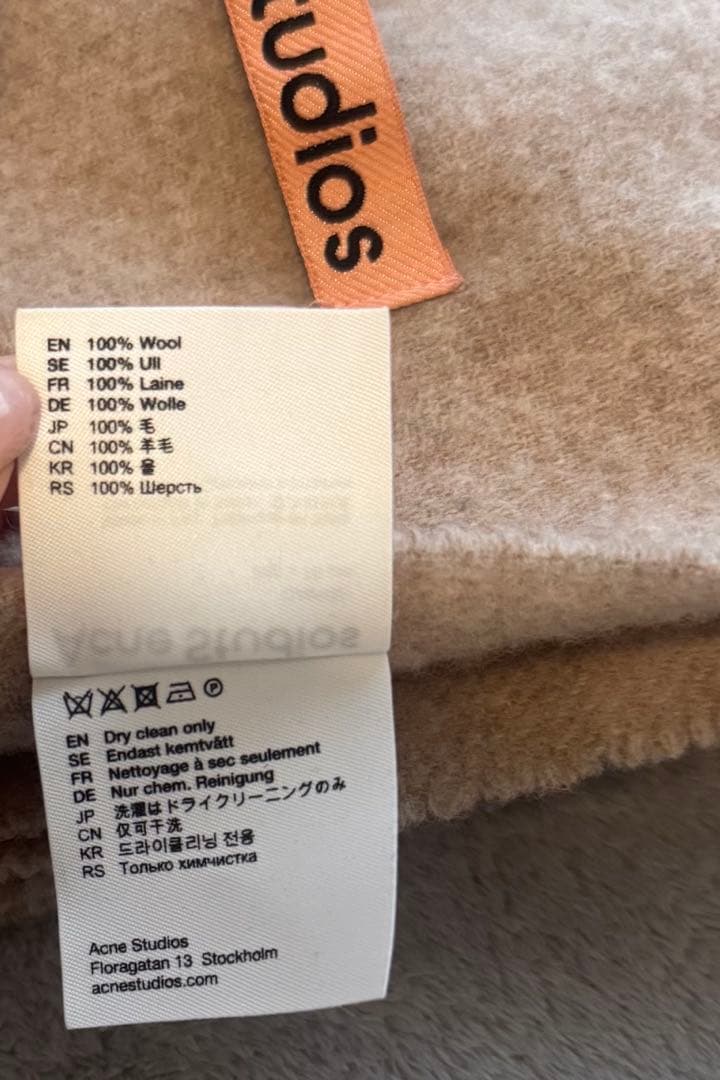 tudios
EN 100% Wool
SE 100% Ull
FR 100% Laine
DE 100% Wolle
JP 100% 毛
CN 100% 羊毛
KR 100% 울
RS 100% Шерсть
Acne Studios
P
EN Dry clean only
SE Endast kemtvätt
FR Nettoyage à sec seulement
DE Nur chem. Reinigung
JP 洗濯はドライクリーニングのみ
CN 仅可干洗
KR 드라이클리닝 전용
RS Только химчистка
Acne Studios
Floragatan 13 Stockholm
acnestudios.com